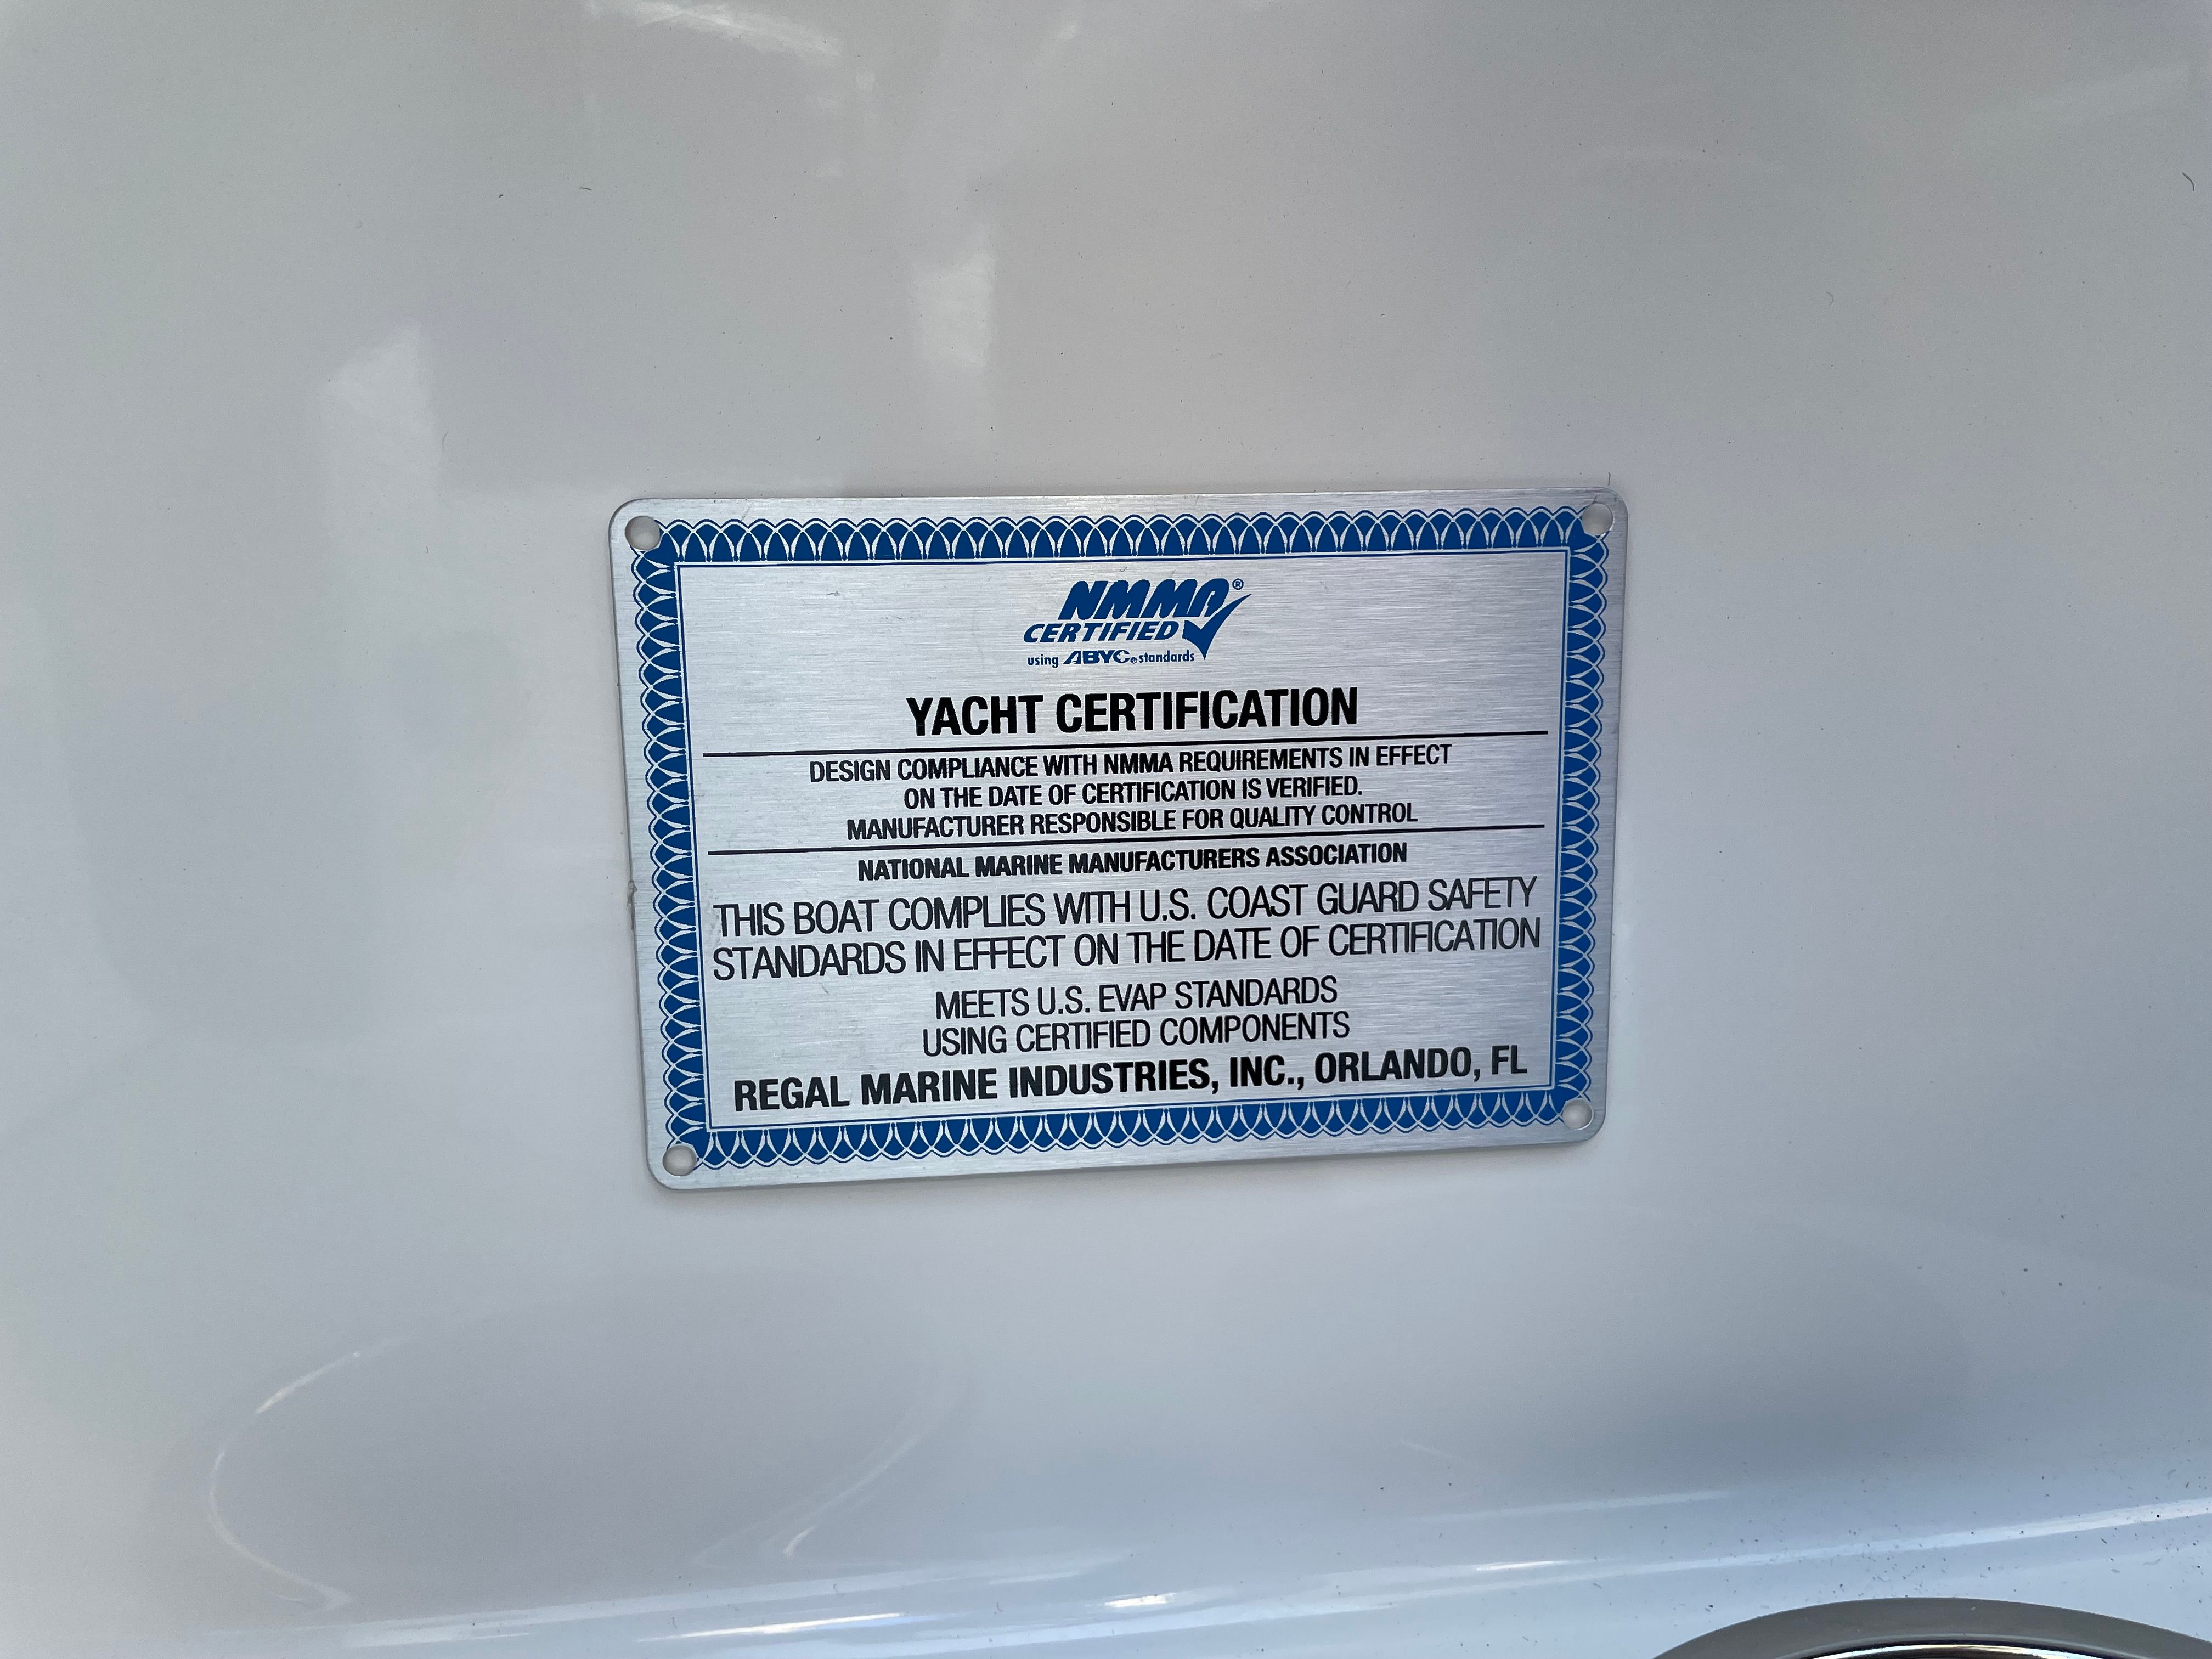 NMMA®
CERTIFIED
using ABYC® standards
YACHT CERTIFICATION
DESIGN COMPLIANCE WITH NMMA REQUIREMENTS IN EFFECT
ON THE DATE OF CERTIFICATION IS VERIFIED.
MANUFACTURER RESPONSIBLE FOR QUALITY CONTROL
NATIONAL MARINE MANUFACTURERS ASSOCIATION
THIS BOAT COMPLIES WITH U.S. COAST GUARD SAFETY
STANDARDS IN EFFECT ON THE DATE OF CERTIFICATION
MEETS U.S. EVAP STANDARDS
USING CERTIFIED COMPONENTS
REGAL MARINE INDUSTRIES, INC., ORLANDO, FL